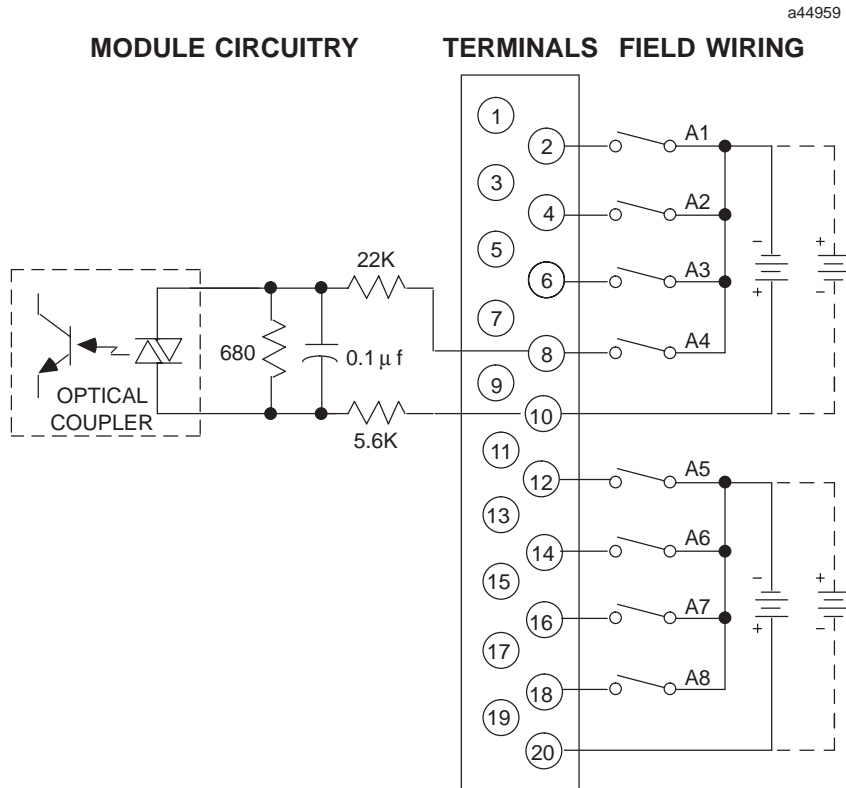 a44959
MODULE CIRCUITRY TERMINALS FIELD WIRING
1
2 A1
3
4 A2
5
22K
6 A3
7
680 0.1 µ f
8 A4
9
OPTICAL
COUPLER
10
5.6K
11
12 A5
13
14 A6
15
16 A7
17
18 A8
19
20
- +
+ -
- +
+ -